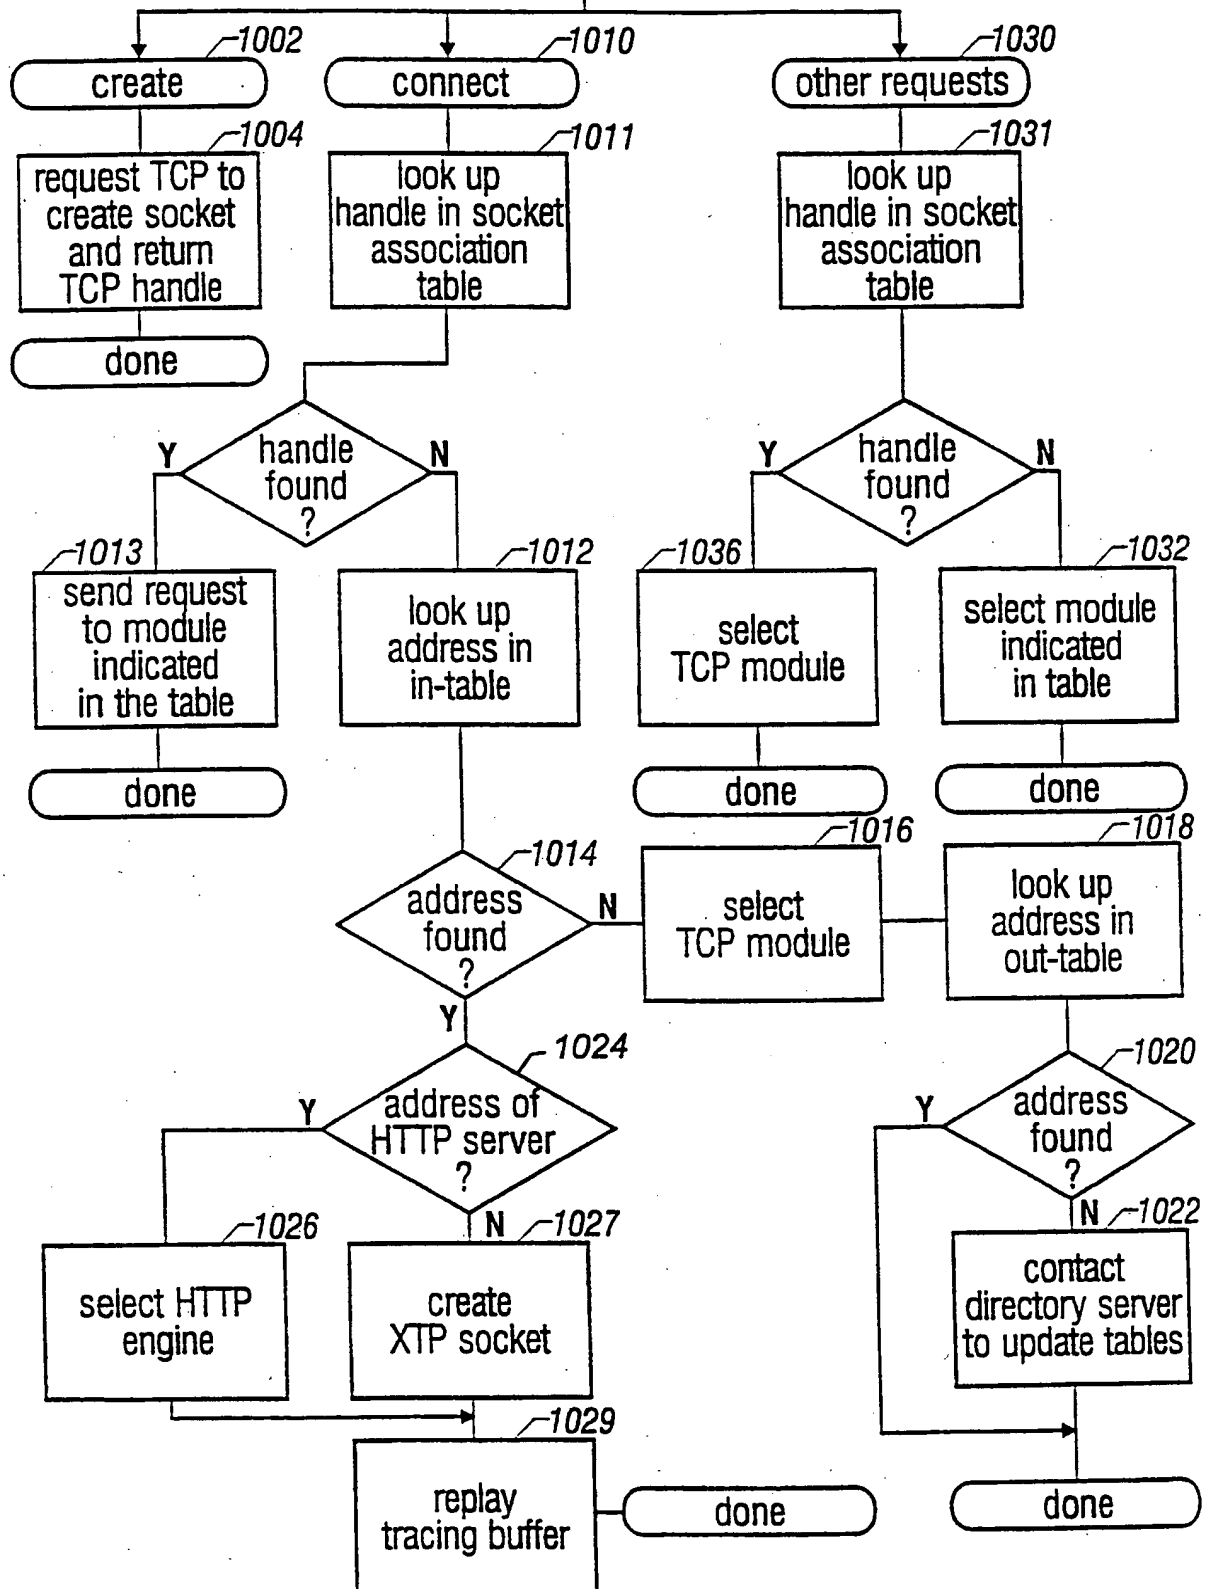 1002
create
1004
request TCP to
create socket
and return
TCP handle
done
1010
connect
1011
look up
handle in socket
association
table
handle
found
?
Y
N
1013
send request
to module
indicated
in the table
done
1012
look up
address in
in-table
1014
address
found
?
N
Y
1016
select
TCP module
1018
look up
address in
out-table
1020
address
found
?
Y
N
1022
contact
directory server
to update tables
done
1024
address of
HTTP server
?
Y
N
1026
select HTTP
engine
1027
create
XTP socket
1029
replay
tracing buffer
done
1030
other requests
1031
look up
handle in socket
association
table
handle
found
?
Y
N
1036
select
TCP module
done
1032
select module
indicated
in table
done